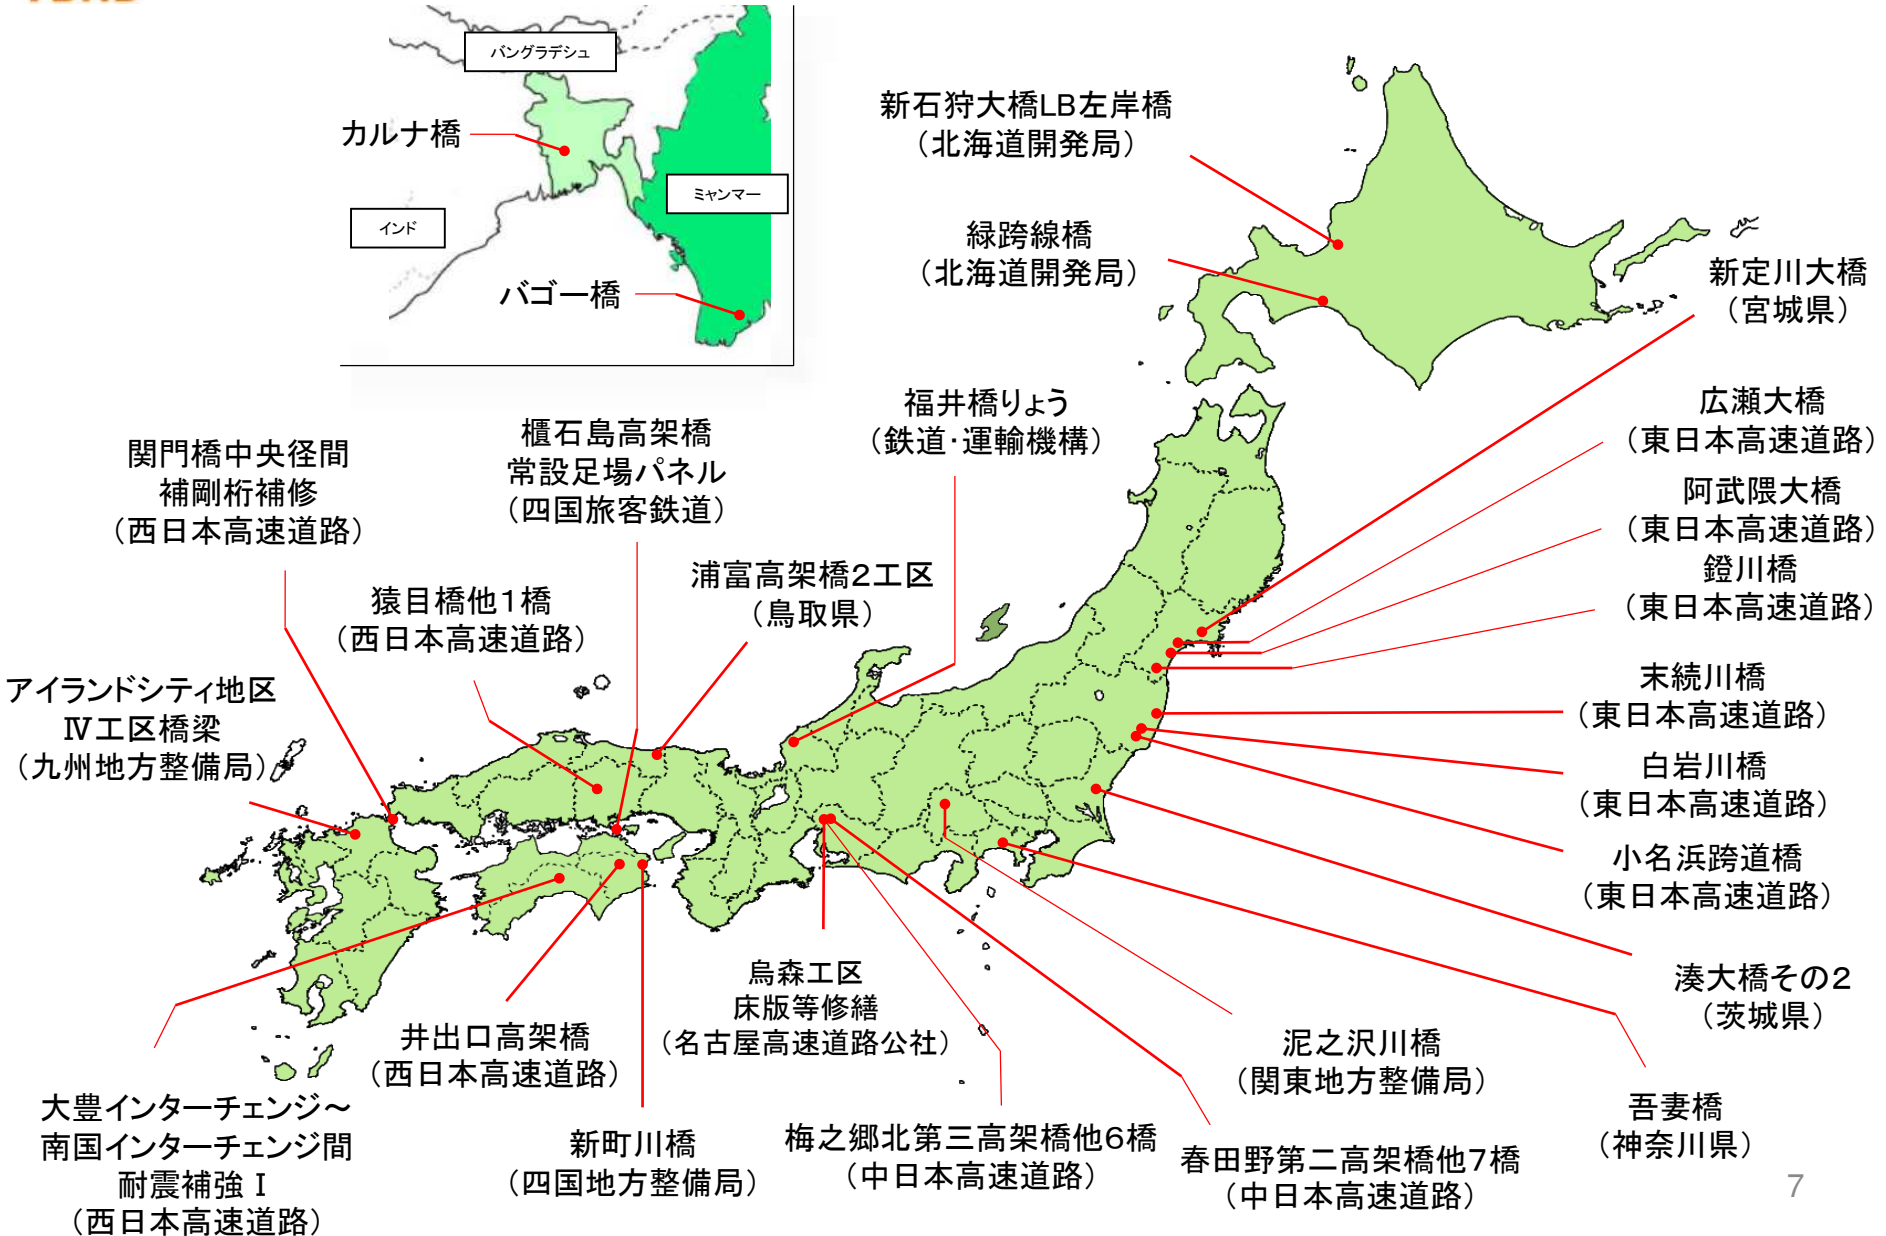 バングラデシュ
カルナ橋
ミャンマー
インド
バゴー橋
新石狩大橋LB左岸橋
（北海道開発局）
緑跨線橋
（北海道開発局）
新定川大橋
（宮城県）
広瀬大橋
（東日本高速道路）
阿武隈大橋
（東日本高速道路）
鐙川橋
（東日本高速道路）
末続川橋
（東日本高速道路）
白岩川橋
（東日本高速道路）
小名浜跨道橋
（東日本高速道路）
湊大橋その2
（茨城県）
吾妻橋
（神奈川県）
福井橋りょう
（鉄道･運輸機構）
櫃石島高架橋
常設足場パネル
（四国旅客鉄道）
関門橋中央径間
補剛桁補修
（西日本高速道路）
浦富高架橋2工区
（鳥取県）
猿目橋他1橋
（西日本高速道路）
アイランドシティ地区
Ⅳ工区橋梁
（九州地方整備局）
大豊インターチェンジ～
南国インターチェンジ間
耐震補強Ⅰ
（西日本高速道路）
井出口高架橋
（西日本高速道路）
新町川橋
（四国地方整備局）
烏森工区
床版等修繕
（名古屋高速道路公社）
梅之郷北第三高架橋他6橋
（中日本高速道路）
春田野第二高架橋他7橋
（中日本高速道路）
泥之沢川橋
（関東地方整備局）
7